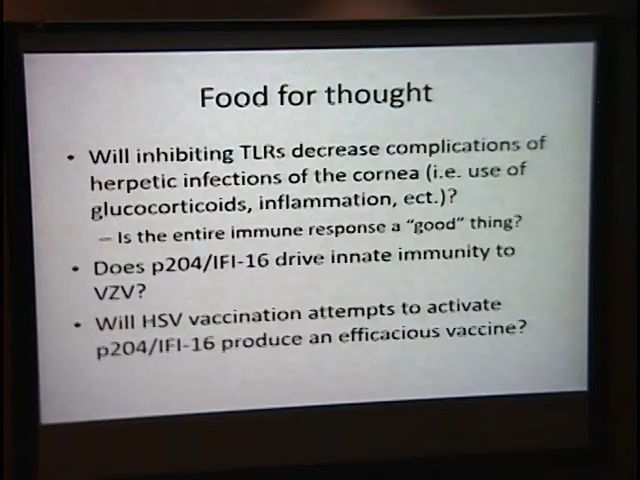 Food for thought
• Will inhibiting TLRs decrease complications of
herpetic infections of the cornea (i.e. use of
glucocorticoids, inflammation, ect.)?
– Is the entire immune response a “good” thing?
• Does p204/IFI-16 drive innate immunity to
VZV?
• Will HSV vaccination attempts to activate
p204/IFI-16 produce an efficacious vaccine?